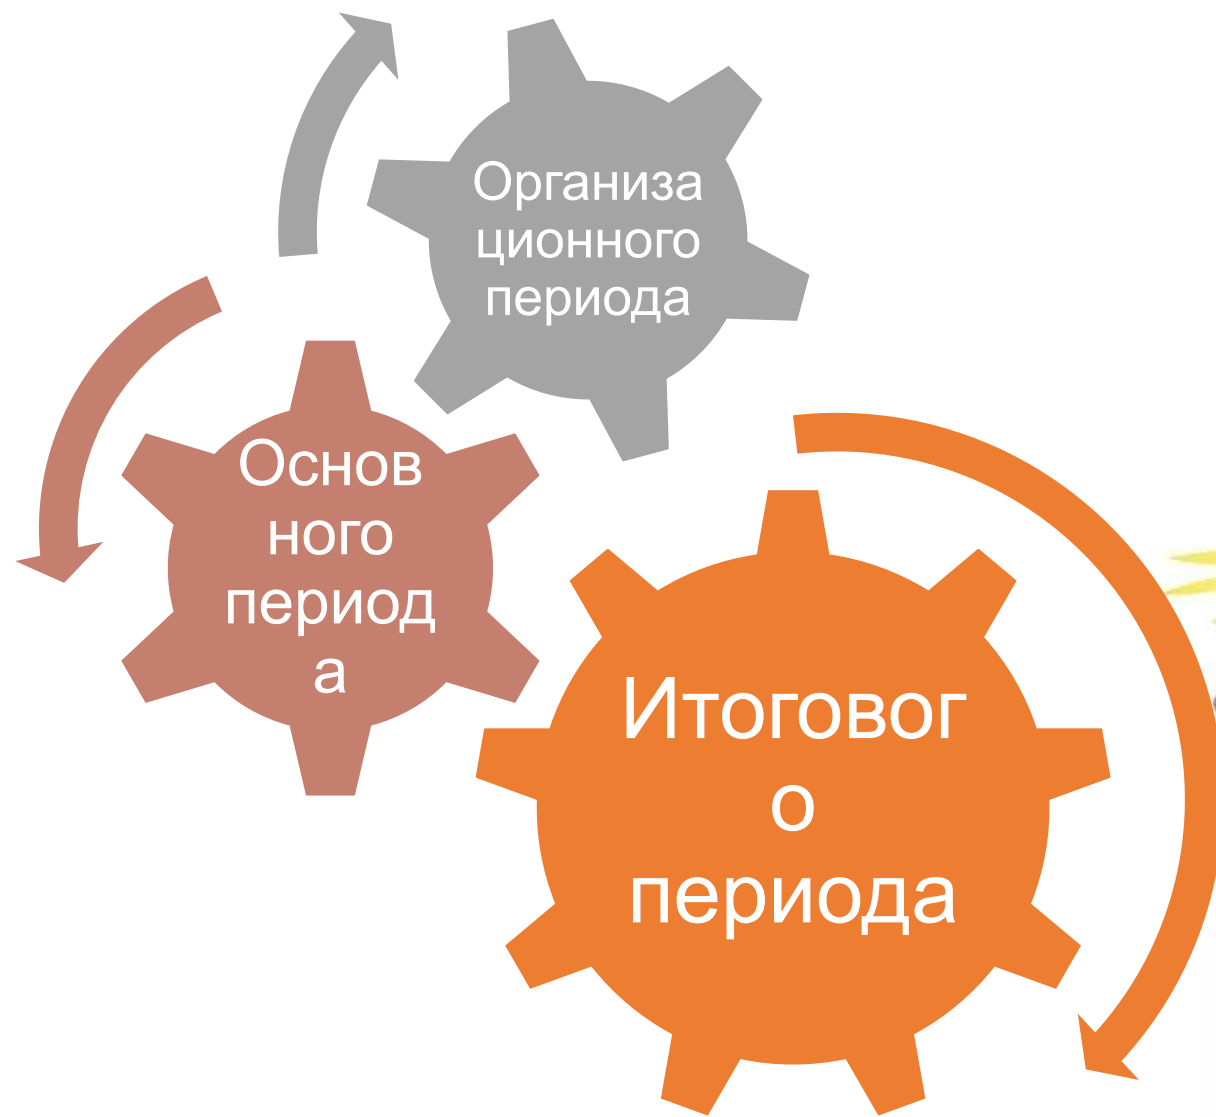 Организа
ционного
периода
Основ
ного
период
а
Итоговог
о
периода